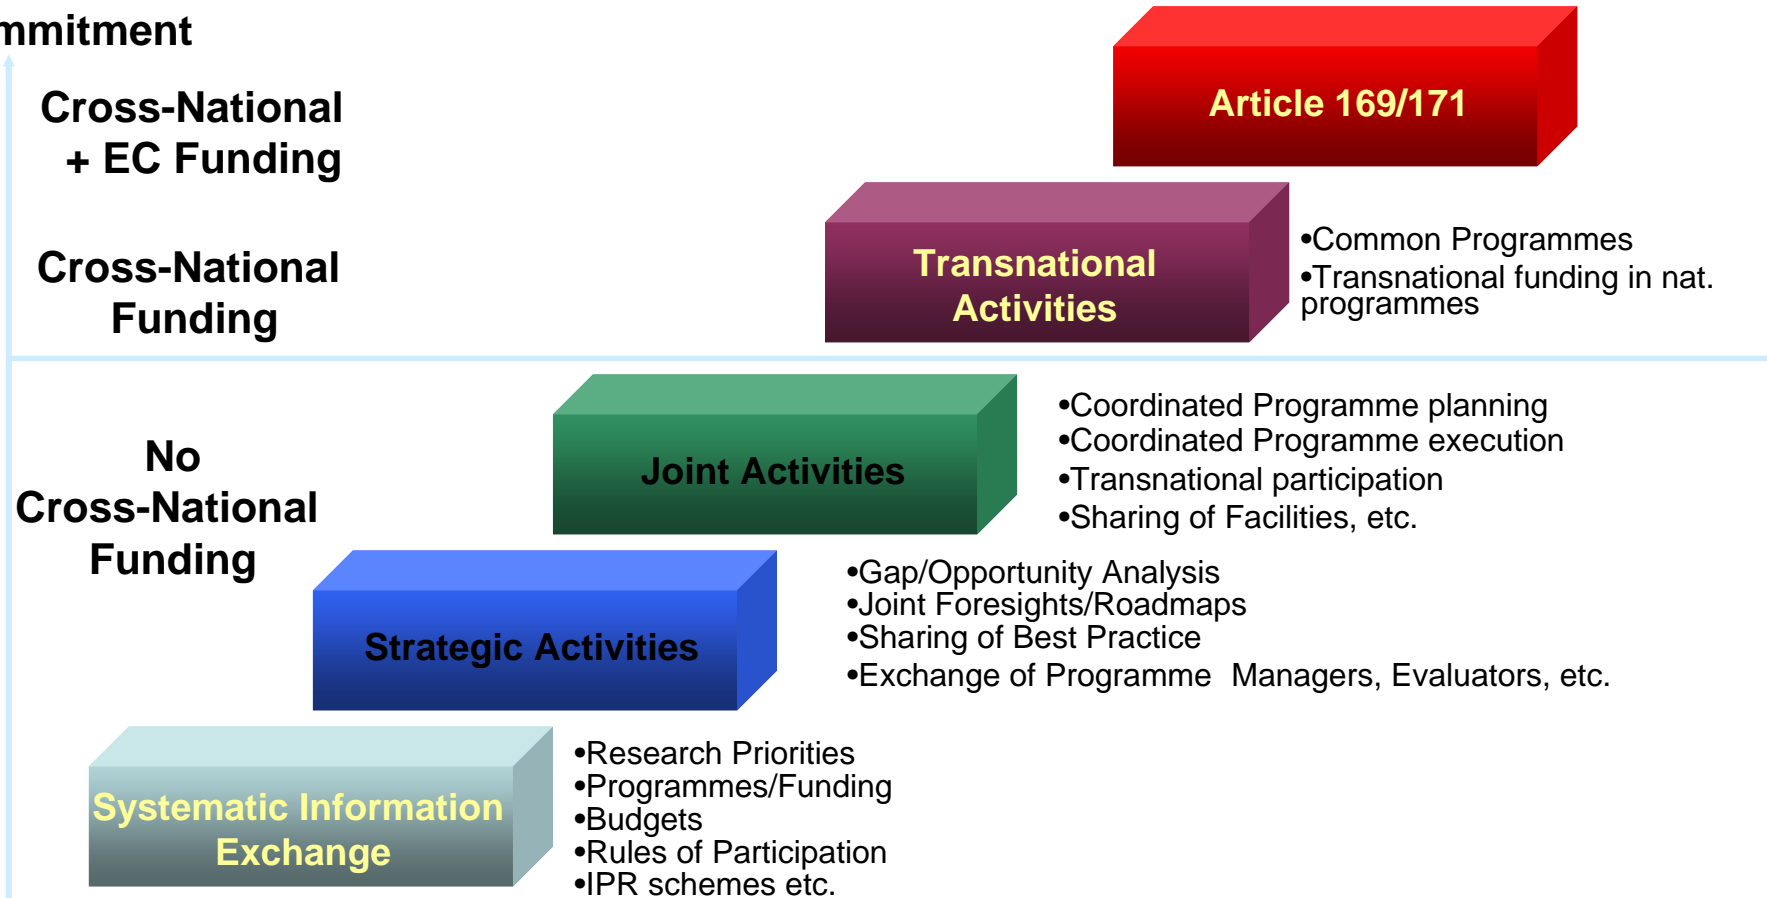 mmitment
Cross-National
+ EC Funding
Article 169/171
Cross-National
Funding
Transnational
Activities
•Common Programmes
•Transnational funding in nat.
programmes
No
Cross-National
Funding
Joint Activities
•Coordinated Programme planning
•Coordinated Programme execution
•Transnational participation
•Sharing of Facilities, etc.
Strategic Activities
•Gap/Opportunity Analysis
•Joint Foresights/Roadmaps
•Sharing of Best Practice
•Exchange of Programme  Managers, Evaluators, etc.
Systematic Information
Exchange
•Research Priorities
•Programmes/Funding
•Budgets
•Rules of Participation
•IPR schemes etc.